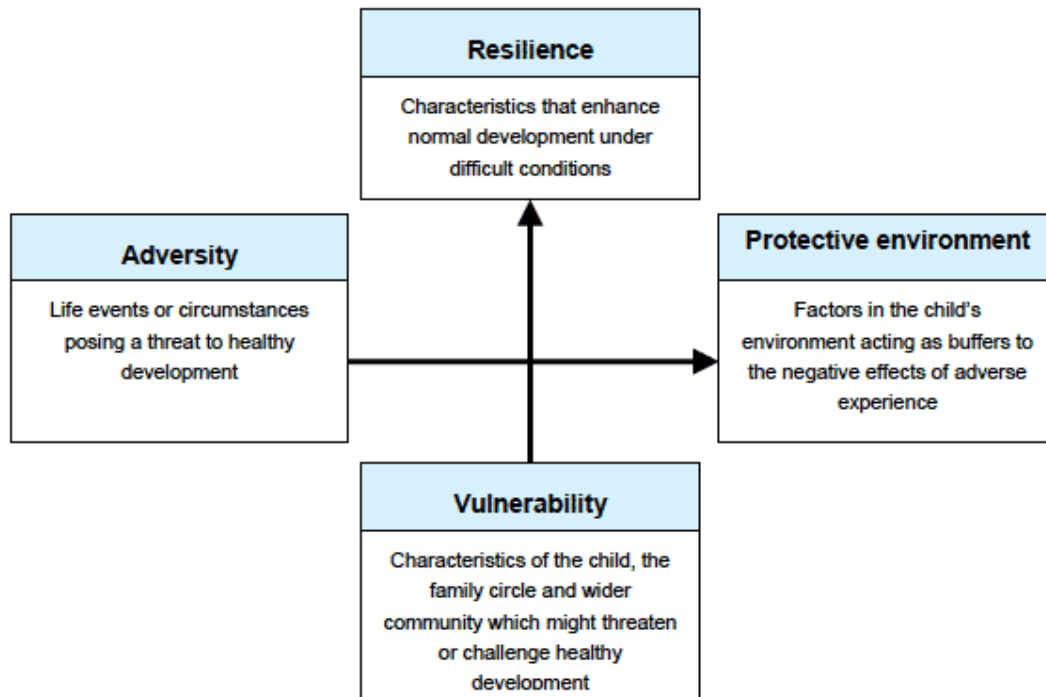 Resilience
Characteristics that enhance
normal development under
difficult conditions
Adversity
Life events or circumstances
posing a threat to healthy
development
Protective environment
Factors in the child's
environment acting as buffers to
the negative effects of adverse
experience
Vulnerability
Characteristics of the child, the
family circle and wider
community which might threaten
or challenge healthy
development